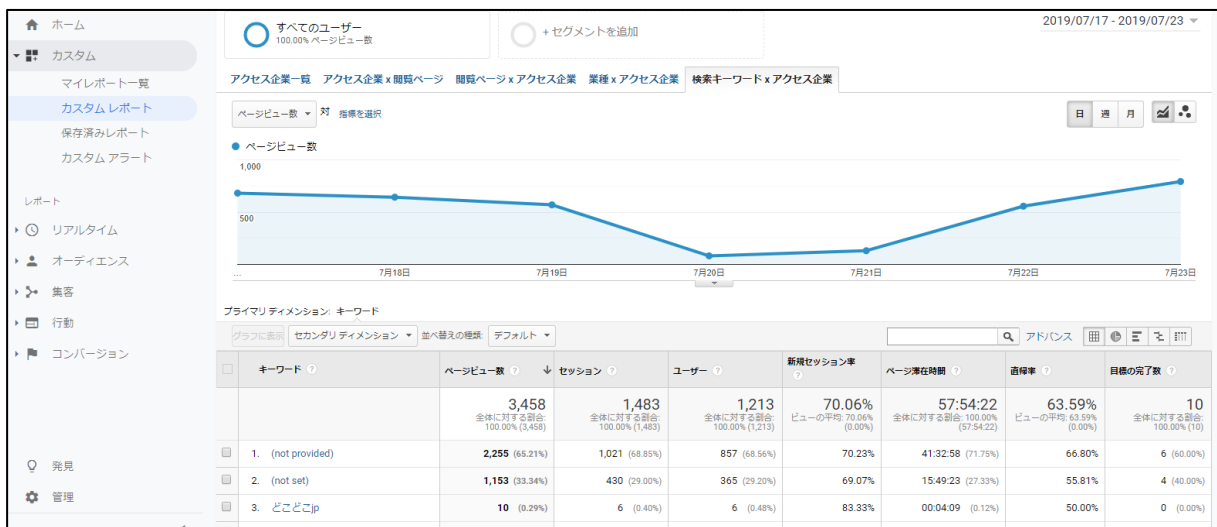 ホーム
カスタム
マイレポート一覧
カスタム レポート
保存済みレポート
カスタム アラート
レポート
リアルタイム
オーディエンス
集客
行動
コンバージョン
発見
管理
すべてのユーザー
100.00% ページビュー数
+ セグメントを追加
2019/07/17 - 2019/07/23
アクセス企業一覧 アクセス企業 x 閲覧ページ 閲覧ページ x アクセス企業 業種 x アクセス企業 検索キーワード x アクセス企業
ページビュー数 対 指標を選択
日 週 月
ページビュー数
1,000
500
... 7月18日 7月19日 7月20日 7月21日 7月22日 7月23日
プライマリ ディメンション: キーワード
グラフに表示 セカンダリ ディメンション 並べ替えの種類: デフォルト アドバンス
キーワード ? ページビュー数 ? ↓ セッション ? ユーザー ? 新規セッション率 ? ページ滞在時間 ? 直帰率 ? 目標の完了数 ?
3,458 1,483 1,213 70.06% 57:54:22 63.59% 10
全体に対する割合: 全体に対する割合: 全体に対する割合: ビューの平均: 70.06% 全体に対する割合: 100.00% ビューの平均: 63.59% 全体に対する割合:
100.00% (3,458) 100.00% (1,483) 100.00% (1,213) (0.00%) (57:54:22) (0.00%) 100.00% (10)
1. (not provided) 2,255 (65.21%) 1,021 (68.85%) 857 (68.56%) 70.23% 41:32:58 (71.75%) 66.80% 6 (60.00%)
2. (not set) 1,153 (33.34%) 430 (29.00%) 365 (29.20%) 69.07% 15:49:23 (27.33%) 55.81% 4 (40.00%)
3. どこどこjp 10 (0.29%) 6 (0.40%) 6 (0.48%) 83.33% 00:04:09 (0.12%) 50.00% 0 (0.00%)